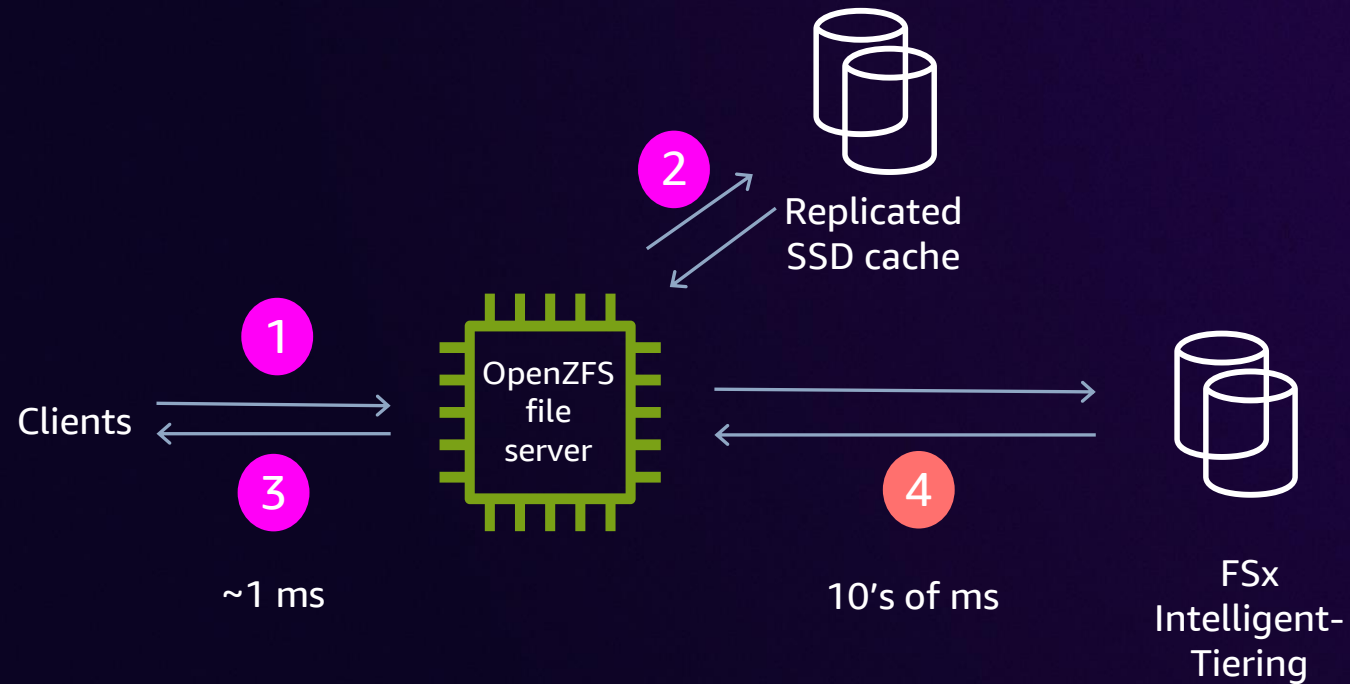 2
Replicated
SSD cache
1
Clients
OpenZFS
file
server
3
4
~1 ms
10’s of ms
FSx
Intelligent-
Tiering